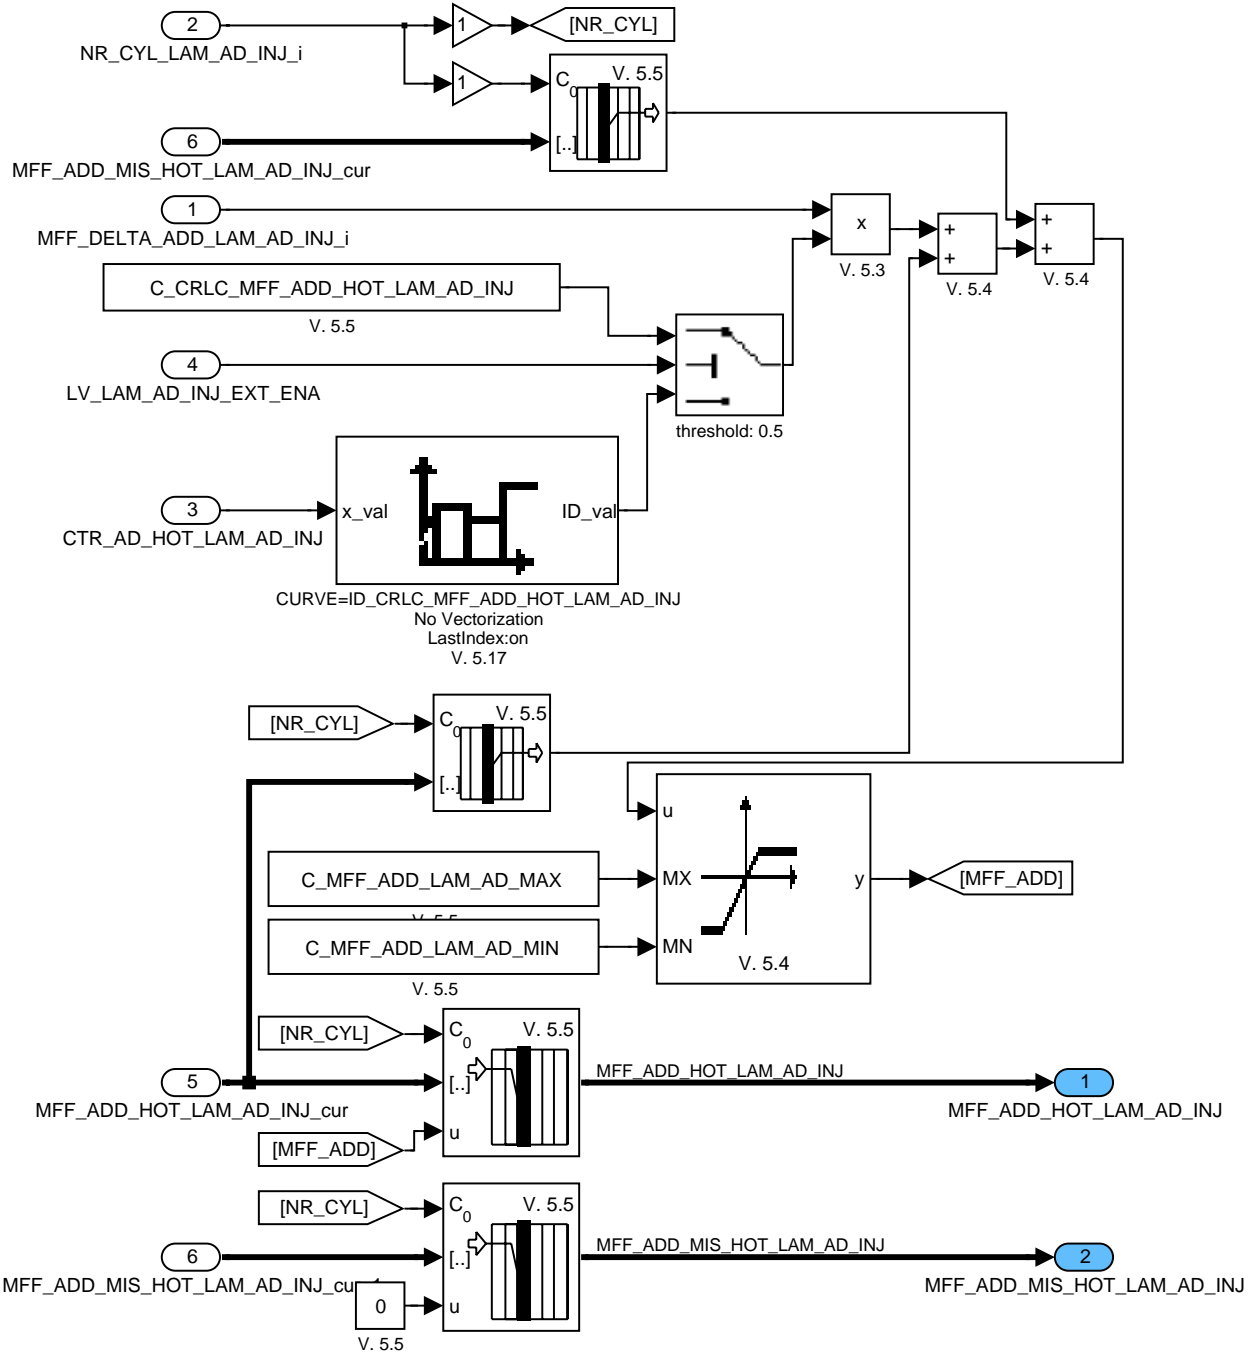 2
1
[NR_CYL]
NR_CYL_LAM_AD_INJ_i
1
C0
V. 5.5
[..]
6
MFF_ADD_MIS_HOT_LAM_AD_INJ_cur
1
MFF_DELTA_ADD_LAM_AD_INJ_i
x
V. 5.3
+
+
V. 5.4
+
+
V. 5.4
C_CRLC_MFF_ADD_HOT_LAM_AD_INJ
V. 5.5
4
LV_LAM_AD_INJ_EXT_ENA
threshold: 0.5
3
CTR_AD_HOT_LAM_AD_INJ
x_val
ID_val
CURVE=ID_CRLC_MFF_ADD_HOT_LAM_AD_INJ
No Vectorization
LastIndex:on
V. 5.17
[NR_CYL]
C0
V. 5.5
[..]
u
C_MFF_ADD_LAM_AD_MAX
V. 5.5
MX
y
[MFF_ADD]
C_MFF_ADD_LAM_AD_MIN
V. 5.5
MN
V. 5.4
[NR_CYL]
C0
V. 5.5
5
MFF_ADD_HOT_LAM_AD_INJ_cur
[..]
MFF_ADD_HOT_LAM_AD_INJ
1
MFF_ADD_HOT_LAM_AD_INJ
[MFF_ADD]
u
[NR_CYL]
C0
V. 5.5
6
[..]
MFF_ADD_MIS_HOT_LAM_AD_INJ
2
MFF_ADD_MIS_HOT_LAM_AD_INJ
0
u
V. 5.5